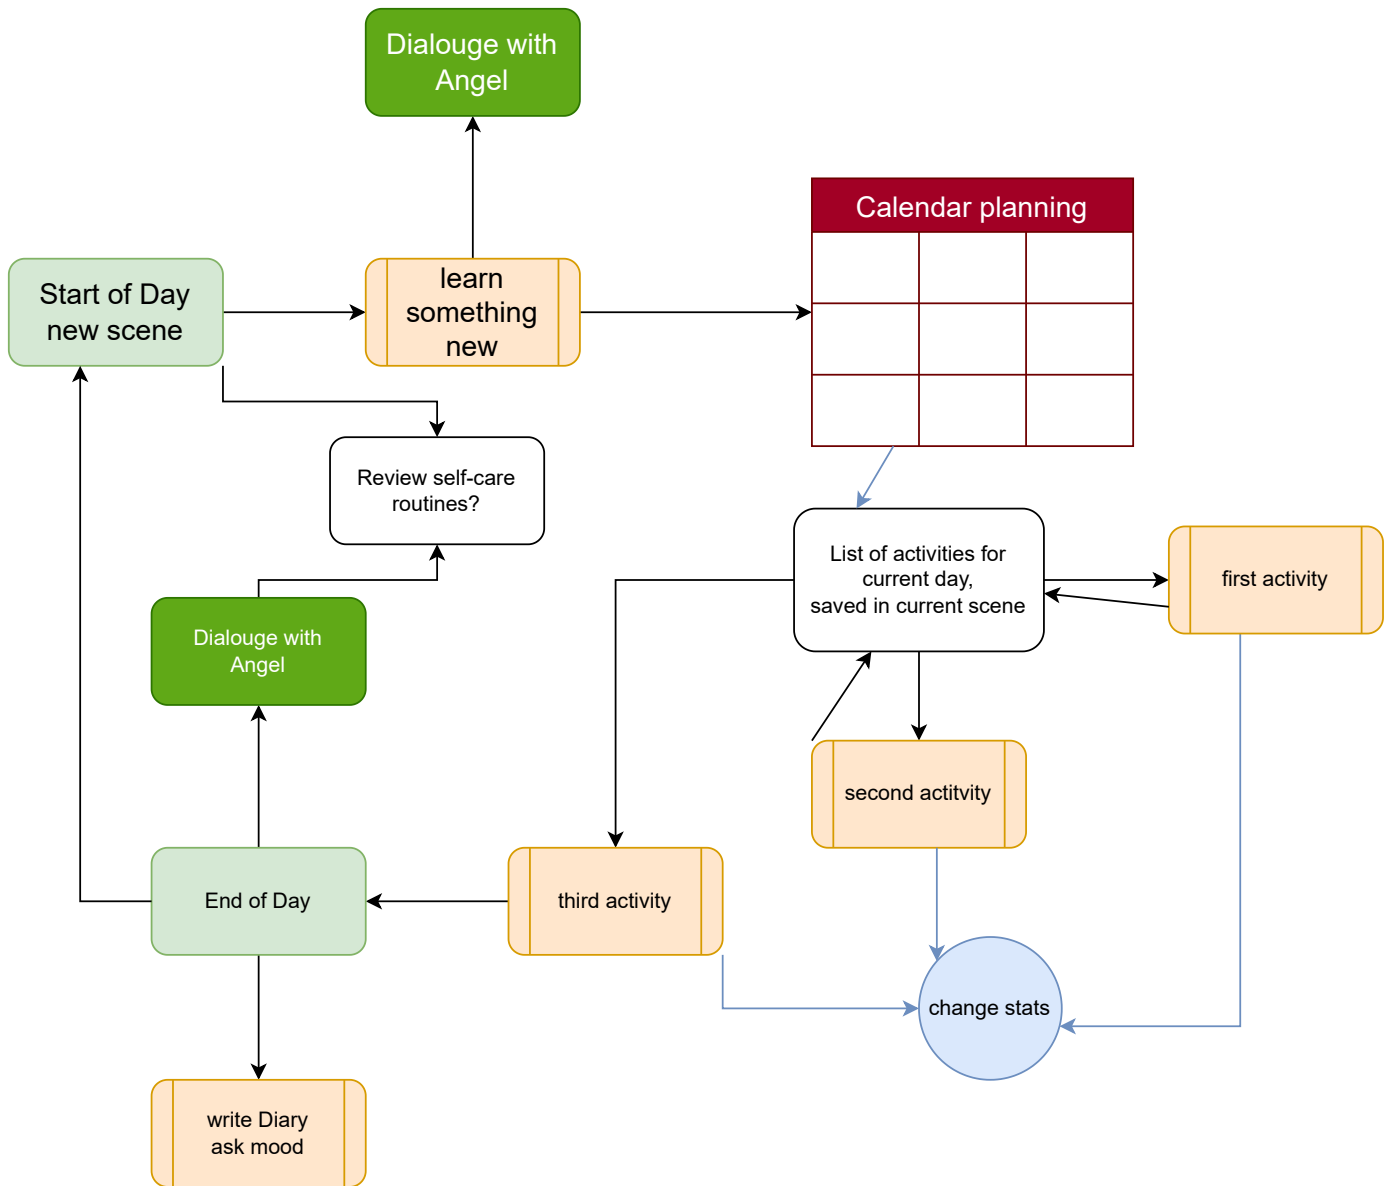 Dialouge with
Angel
Calendar planning
Start of Day
new scene
learn
something
new
Review self-care
routines?
List of activities for
current day,
saved in current scene
first activity
Dialouge with
Angel
second actitvity
End of Day
third activity
change stats
write Diary
ask mood